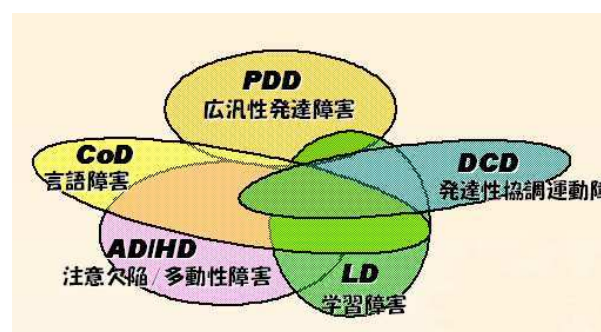 PDD
広汎性発達障害
CoD
言語障害
DCD
発達性協調運動障
AD/HD
注意欠陥/多動性障害
LD
学習障害